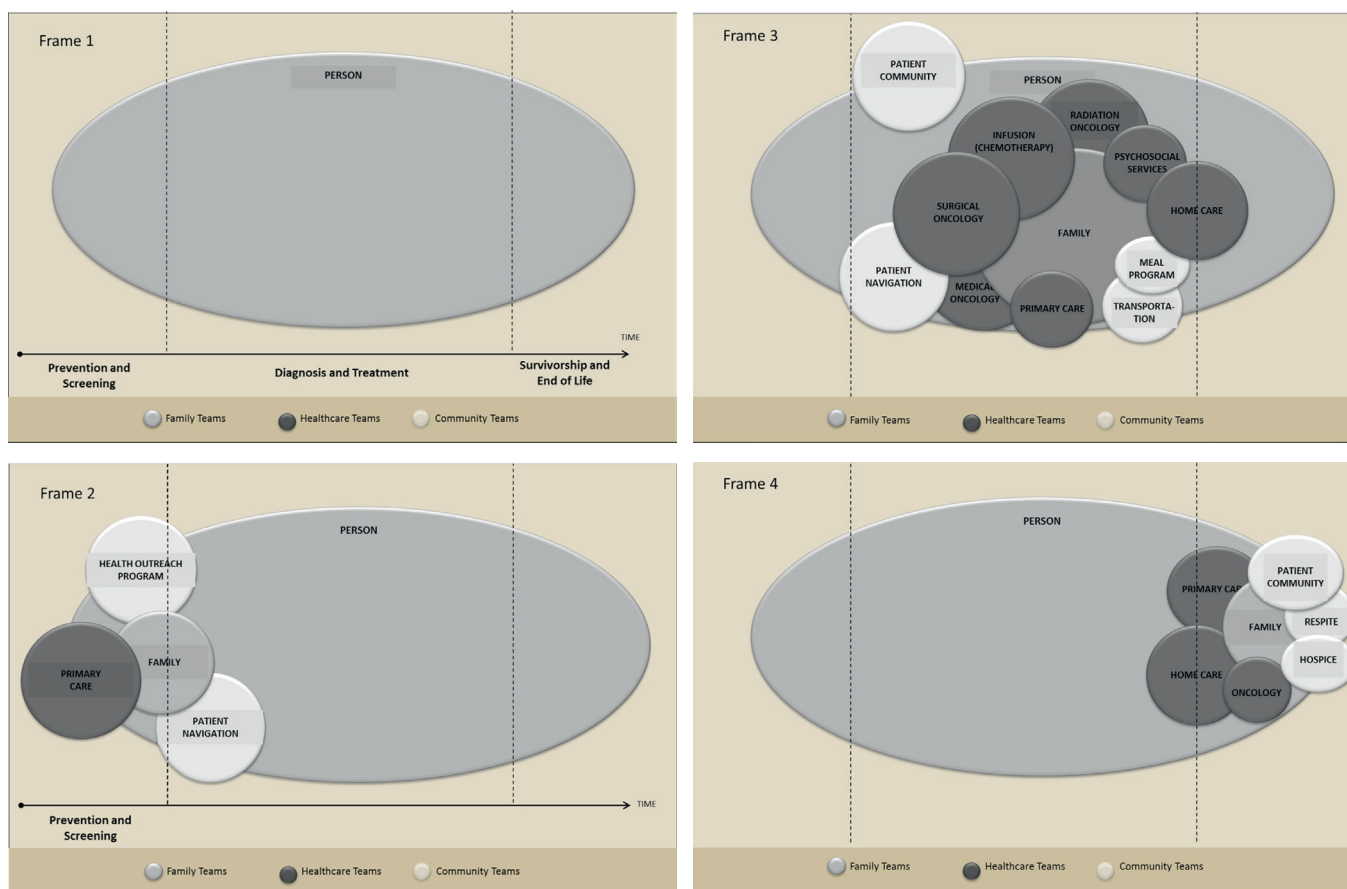 Frame 1
PERSON
TIME
Prevention and
Screening
Diagnosis and Treatment
Survivorship and
End of Life
Family Teams
Healthcare Teams
Community Teams
Frame 3
PATIENT
COMMUNITY
PERSON
RADIATION
ONCOLOGY
INFUSION
(CHEMOTHERAPY)
PSYCHOSOCIAL
SERVICES
SURGICAL
ONCOLOGY
HOME CARE
FAMILY
PATIENT
NAVIGATION
MEDICAL
ONCOLOGY
PRIMARY CARE
MEAL
PROGRAM
TRANSPORTA-
TION
Family Teams
Healthcare Teams
Community Teams
Frame 2
PERSON
HEALTH OUTREACH
PROGRAM
FAMILY
PRIMARY
CARE
PATIENT
NAVIGATION
TIME
Prevention and
Screening
Family Teams
Healthcare Teams
Community Teams
Frame 4
PERSON
PATIENT
COMMUNITY
PRIMARY CARE
FAMILY
RESPITE
HOSPICE
HOME CARE
ONCOLOGY
Family Teams
Healthcare Teams
Community Teams